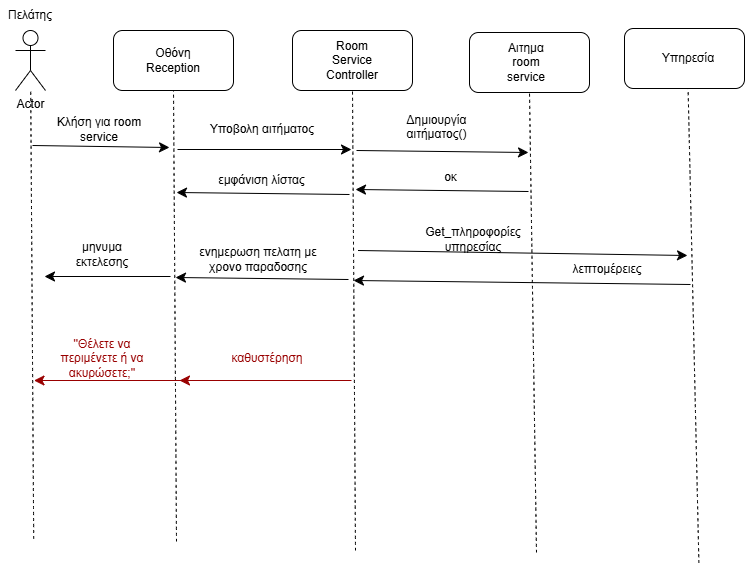 Πελάτης
Actor
Οθόνη
Reception
Room
Service
Controller
Αιτημα
room
service
Υπηρεσία
Κλήση για room
service
Υποβολη αιτήματος
Δημιουργία
αιτήματος()
εμφάνιση λίστας
οκ
Get_πληροφορίες
υπηρεσίας
μηνυμα
εκτελεσης
ενημερωση πελατη με
χρονο παραδοσης
λεπτομέρειες
"Θέλετε να
περιμένετε ή να
ακυρώσετε;"
καθυστέρηση